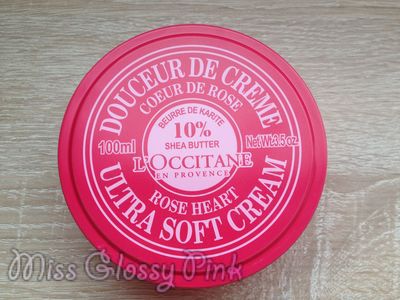 DOUCEUR DE CREME
COEUR DE ROSE
BEURRE DE KARITE
10%
SHEA BUTTER
100ml
Net Wt. 3.5 oz
L'OCCITANE
EN PROVENCE
ROSE HEART
ULTRA SOFT CREAM
Miss Glossy Pink